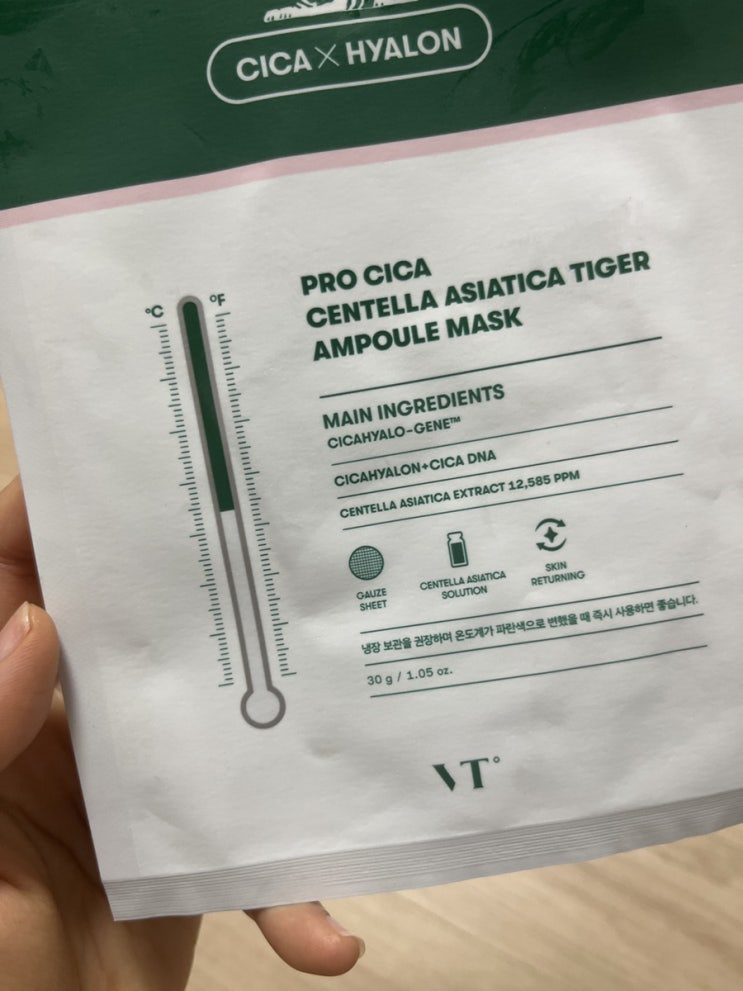 CICA X HYALON
°C
°F
PRO CICA
CENTELLA ASIATICA TIGER
AMPOULE MASK
MAIN INGREDIENTS
CICAHYALO-GENE™
CICAHYALON+CICA DNA
CENTELLA ASIATICA EXTRACT 12,585 PPM
GAUZE
SHEET
CENTELLA ASIATICA
SOLUTION
SKIN
RETURNING
냉장 보관을 권장하며 온도계가 파란색으로 변했을 때 즉시 사용하면 좋습니다.
30 g / 1.05 oz.
VT°